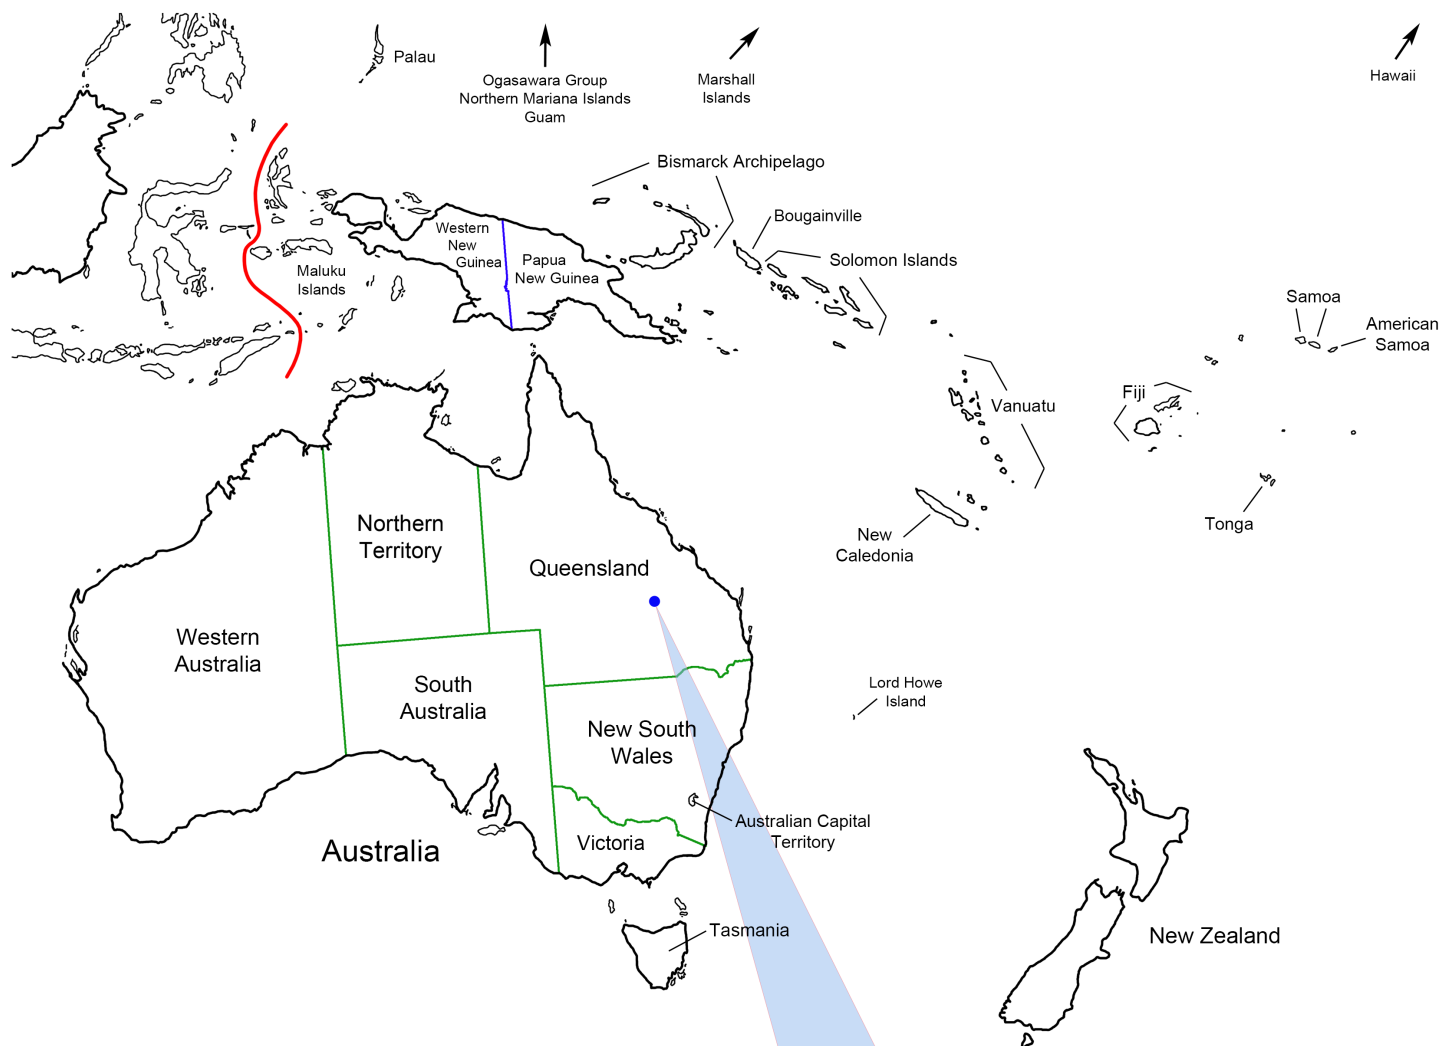 Palau
Ogasawara Group
Northern Mariana Islands
Guam
Marshall
Islands
Hawaii
Bismarck Archipelago
Bougainville
Solomon Islands
Western
New
Guinea
Papua
New Guinea
Maluku
Islands
Samoa
American
Samoa
Fiji
Vanuatu
Tonga
New
Caledonia
Northern
Territory
Queensland
Western
Australia
South
Australia
Lord Howe
Island
New South
Wales
Australian Capital
Territory
Victoria
Australia
Tasmania
New Zealand